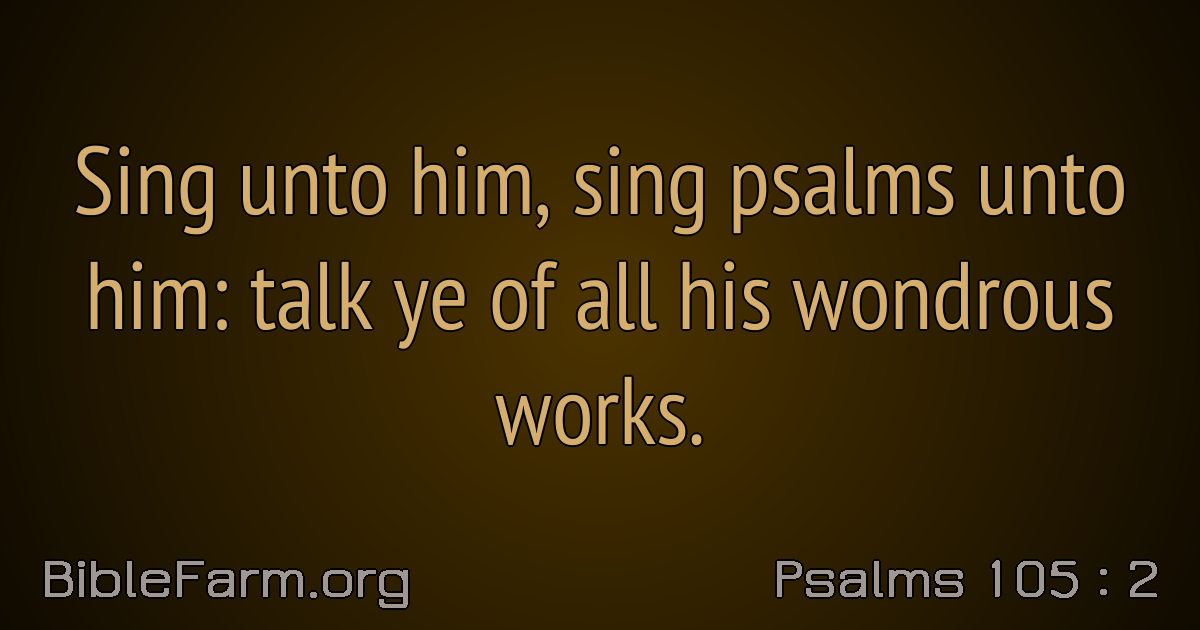 Sing unto him, sing psalms unto
him: talk ye of all his wondrous
works.
BibleFarm.org
Psalms 105 : 2